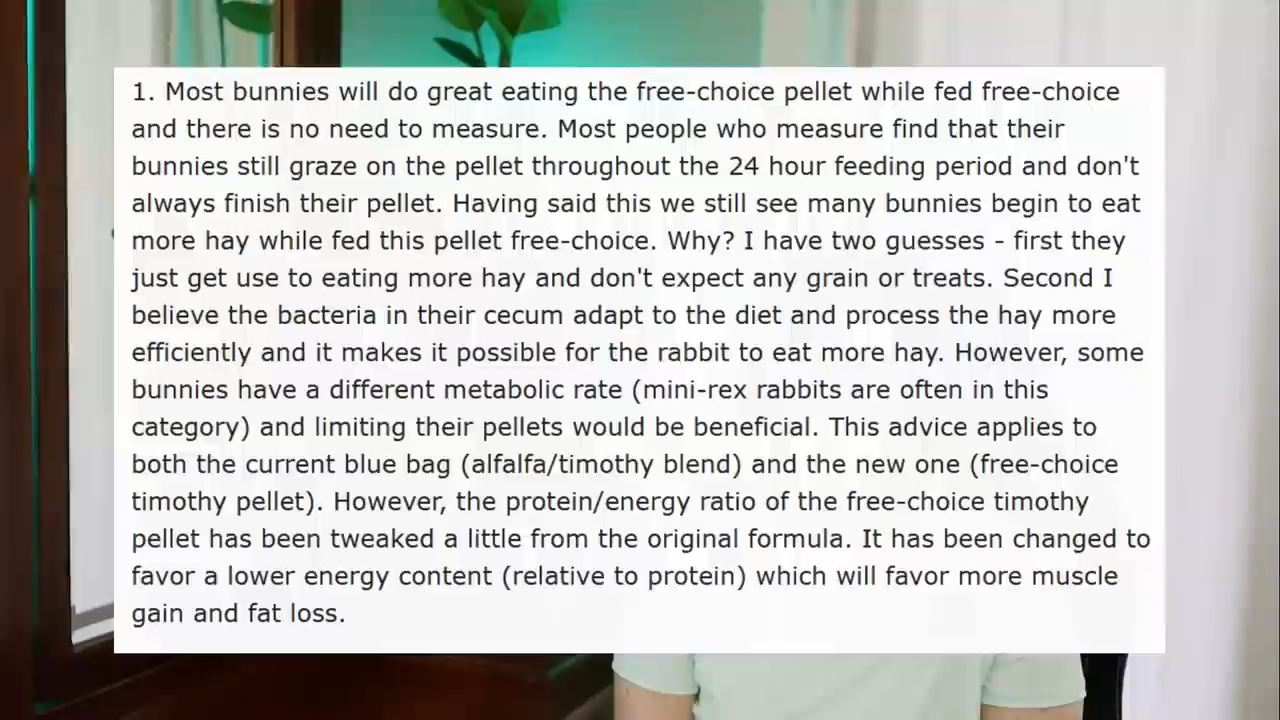 1. Most bunnies will do great eating the free-choice pellet while fed free-choice
and there is no need to measure. Most people who measure find that their
bunnies still graze on the pellet throughout the 24 hour feeding period and don't
always finish their pellet. Having said this we still see many bunnies begin to eat
more hay while fed this pellet free-choice. Why? I have two guesses - first they
just get use to eating more hay and don't expect any grain or treats. Second I
believe the bacteria in their cecum adapt to the diet and process the hay more
efficiently and it makes it possible for the rabbit to eat more hay. However, some
bunnies have a different metabolic rate (mini-rex rabbits are often in this
category) and limiting their pellets would be beneficial. This advice applies to
both the current blue bag (alfalfa/timothy blend) and the new one (free-choice
timothy pellet). However, the protein/energy ratio of the free-choice timothy
pellet has been tweaked a little from the original formula. It has been changed to
favor a lower energy content (relative to protein) which will favor more muscle
gain and fat loss.